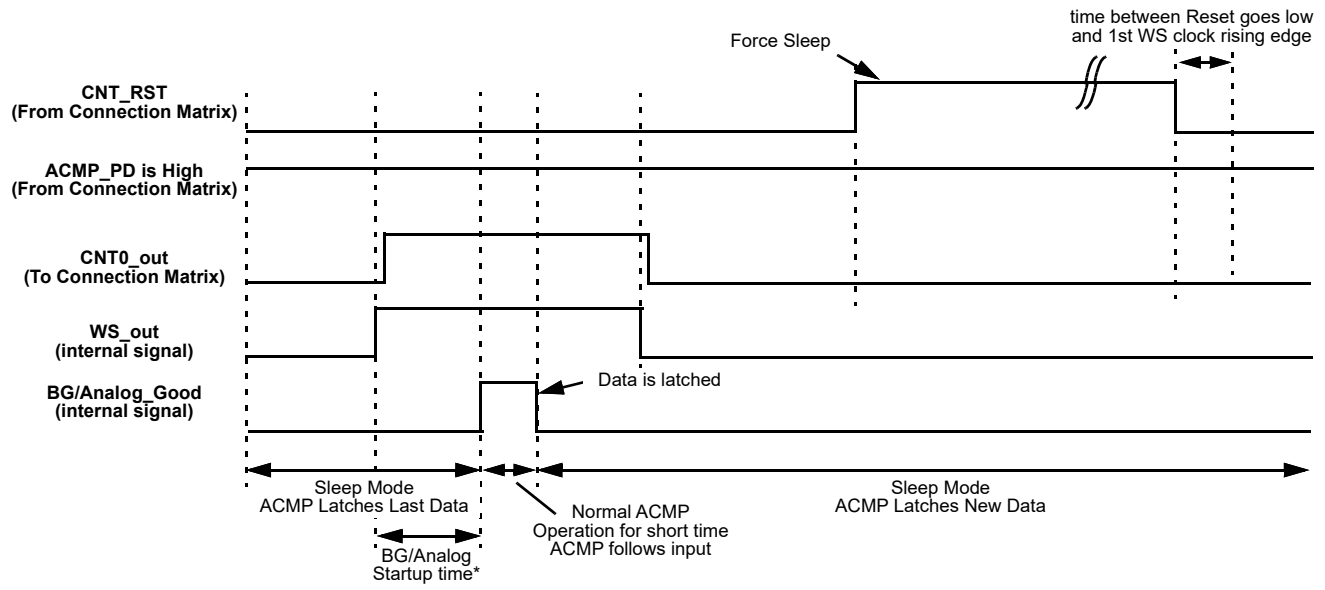 time between Reset goes low
and 1st WS clock rising edge
Force Sleep
CNT_RST
(From Connection Matrix)
ACMP_PD is High
(From Connection Matrix)
CNT0_out
(To Connection Matrix)
WS_out
(internal signal)
Data is latched
BG/Analog_Good
(internal signal)
Sleep Mode
ACMP Latches Last Data
Sleep Mode
ACMP Latches New Data
Normal ACMP
Operation for short time
ACMP follows input
BG/Analog
Startup time*